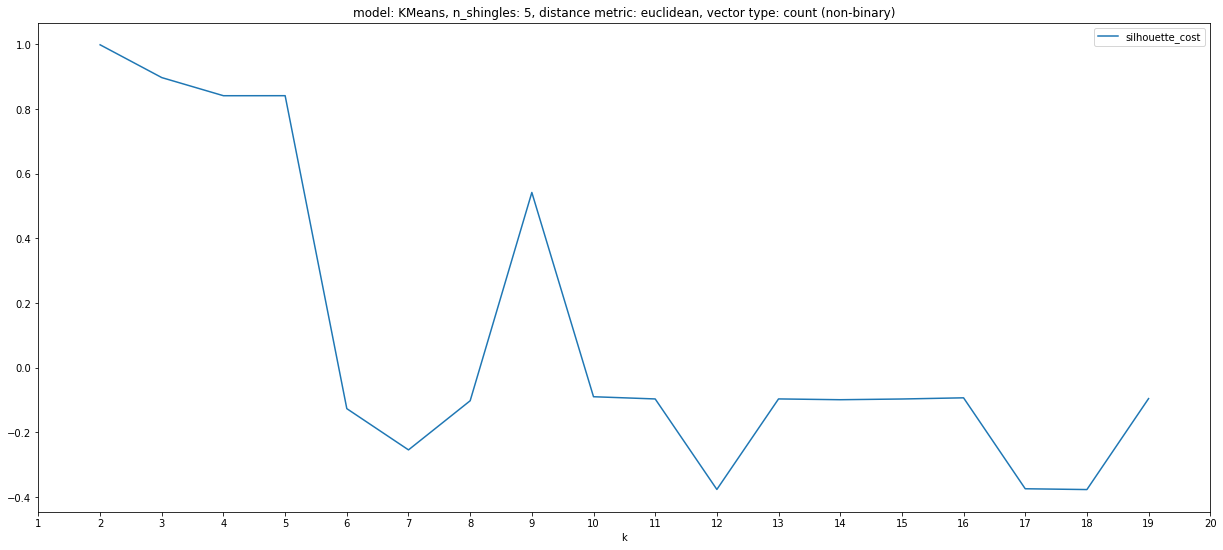 model: KMeans, n_shingles: 5, distance metric: euclidean, vector type: count (non-binary)
silhouette_cost
1.0
0.8
0.6
0.4
0.2
0.0
−0.2
−0.4
1 2 3 4 5 6 7 8 9 10 11 12 13 14 15 16 17 18 19 20
k